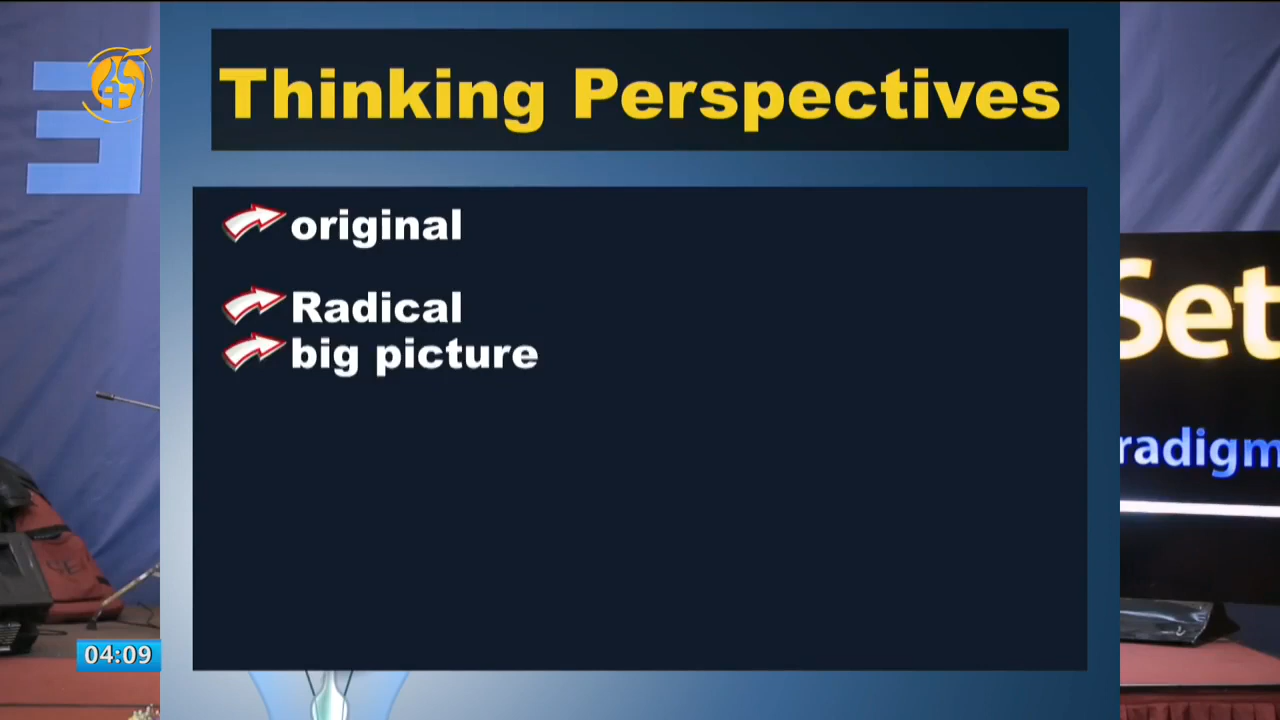 Thinking Perspectives
original
Radical
big picture
Set
radigm
04:09